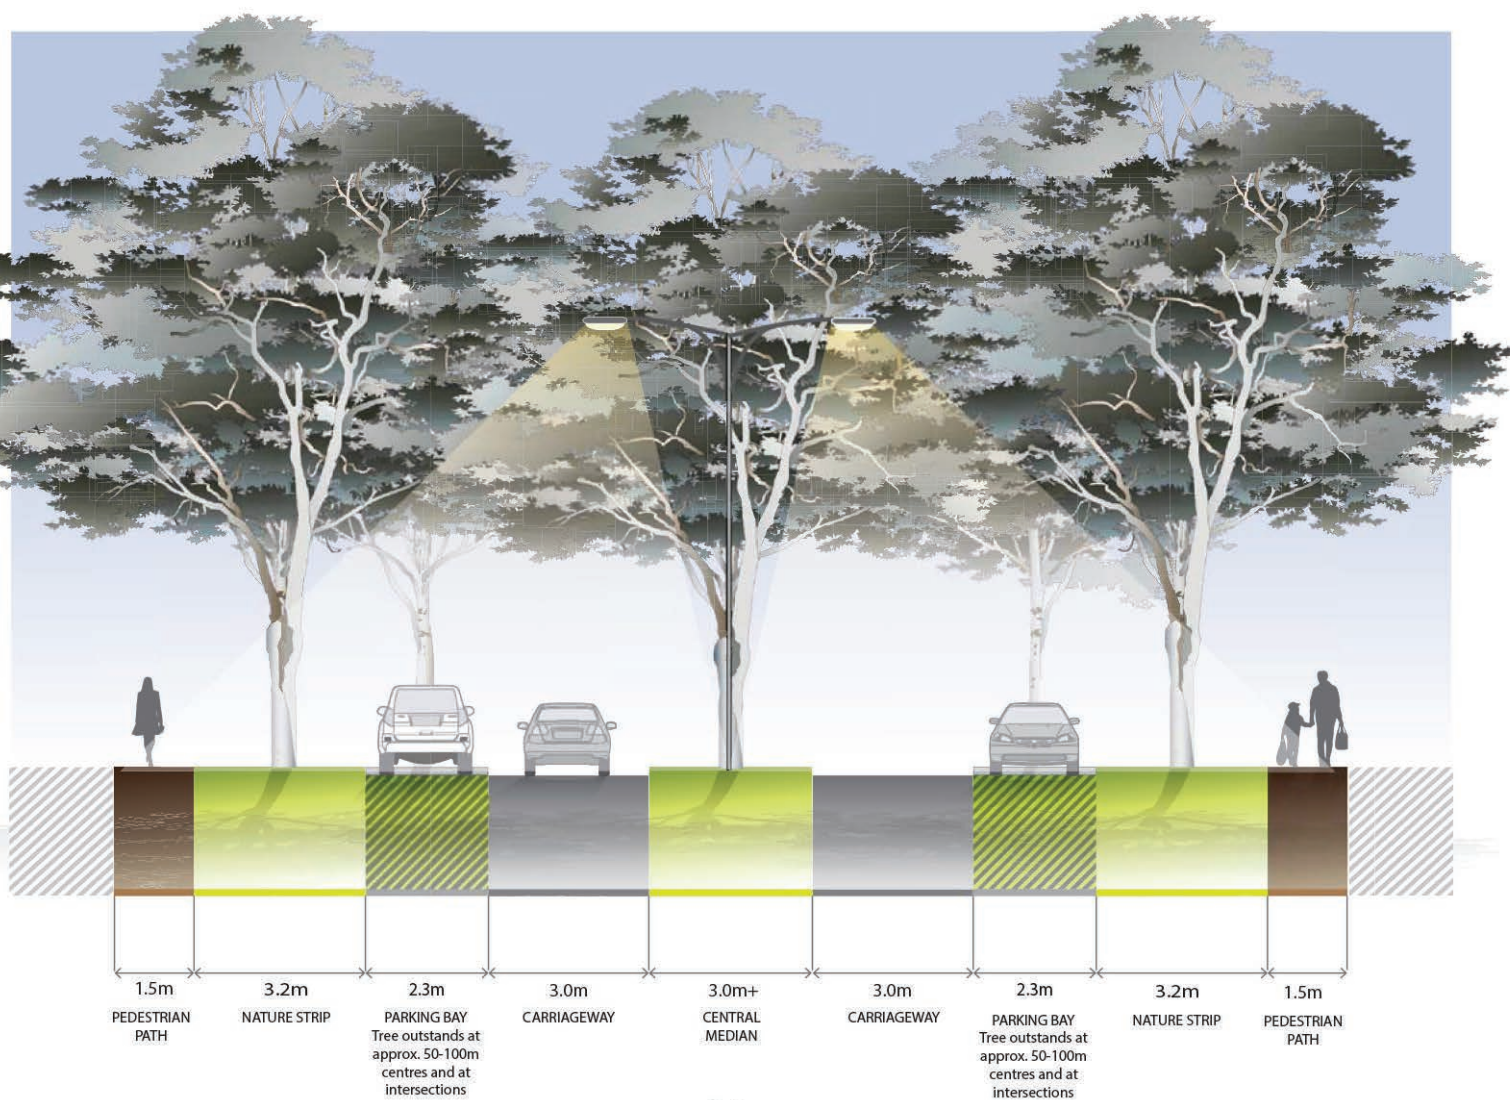 1.5m
PEDESTRIAN
PATH
3.2m
NATURE STRIP
2.3m
PARKING BAY
Tree outstands at
approx. 50-100m
centres and at
intersections
3.0m
CARRIAGEWAY
3.0m+
CENTRAL
MEDIAN
3.0m
CARRIAGEWAY
2.3m
PARKING BAY
Tree outstands at
approx. 50-100m
centres and at
intersections
3.2m
NATURE STRIP
1.5m
PEDESTRIAN
PATH